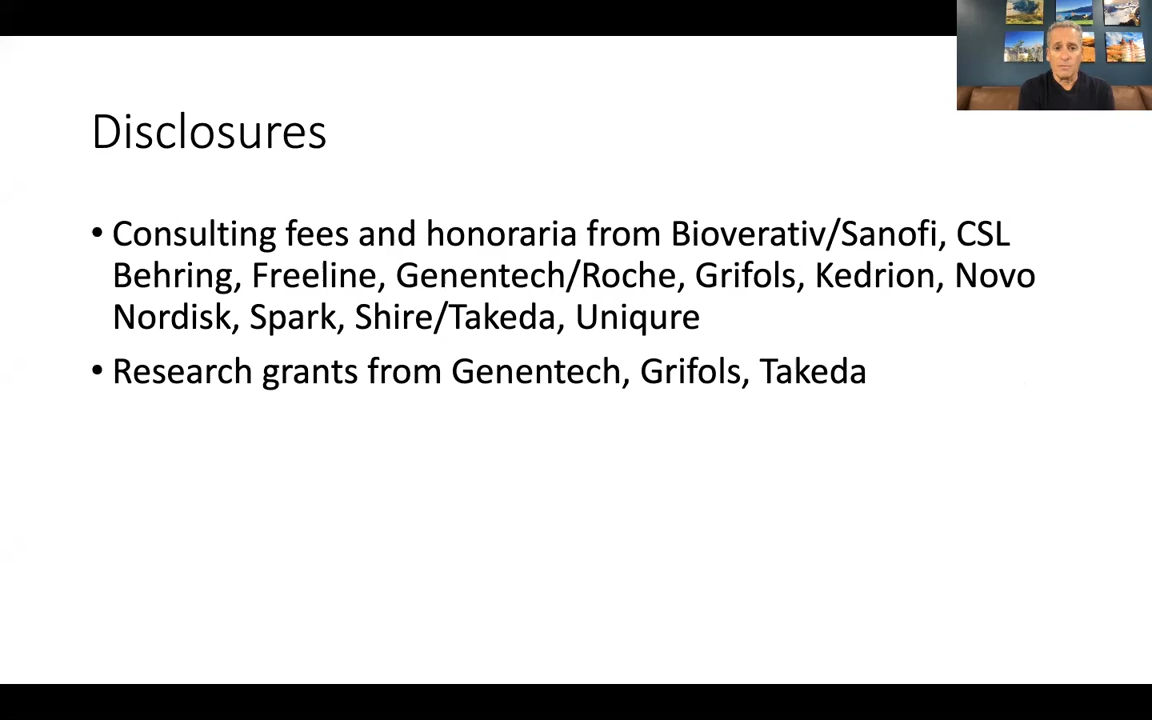 Disclosures
• Consulting fees and honoraria from Bioverativ/Sanofi, CSL
Behring, Freeline, Genentech/Roche, Grifols, Kedrion, Novo
Nordisk, Spark, Shire/Takeda, Uniqure
• Research grants from Genentech, Grifols, Takeda